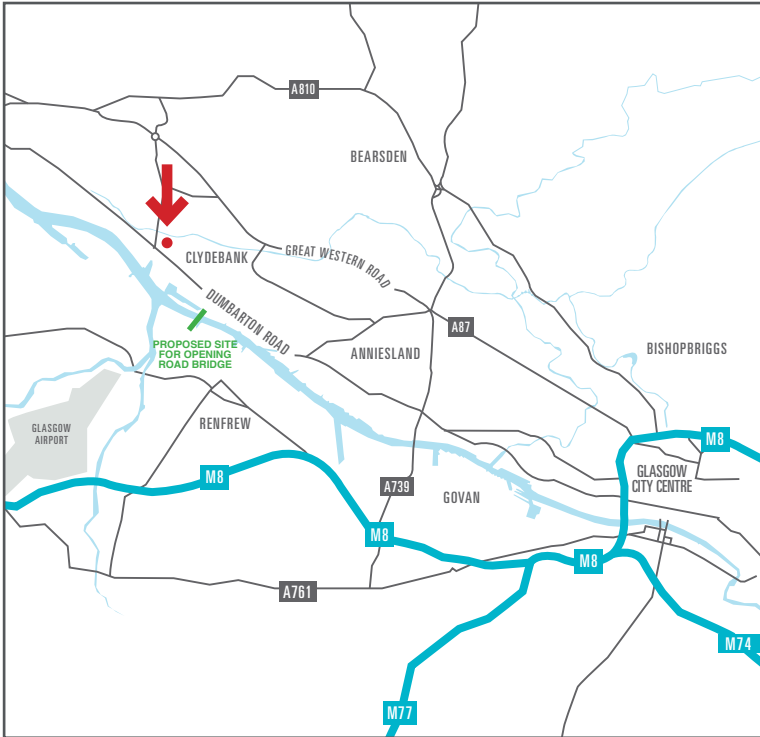 A810
BEARSDEN
CLYDEBANK
GREAT WESTERN ROAD
DUMBARTON ROAD
A87
PROPOSED SITE
FOR OPENING
ROAD BRIDGE
ANNIESLAND
BISHOPBRIGGS
GLASGOW
AIRPORT
RENFREW
M8
M8
GLASGOW
CITY CENTRE
A739
GOVAN
M8
M8
A761
M74
M77